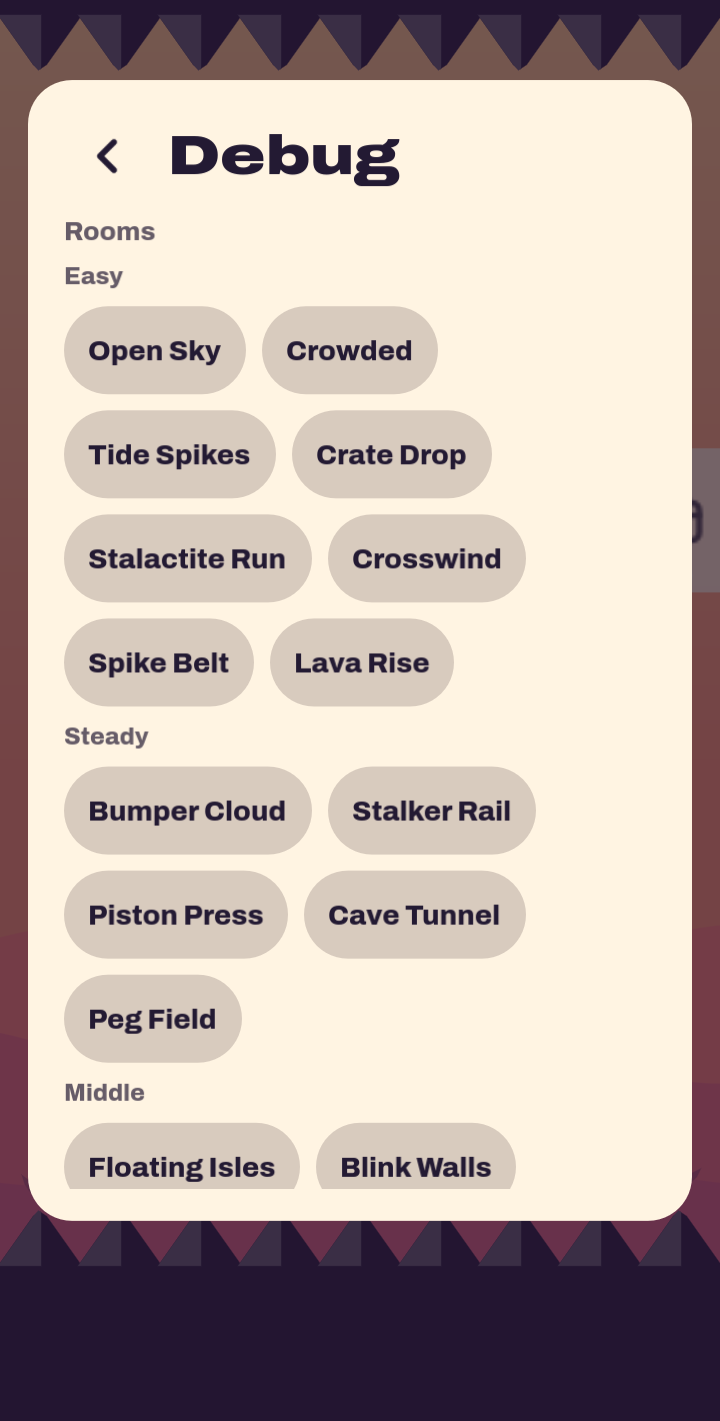 Debug
Rooms
Easy
Open Sky
Crowded
Tide Spikes
Crate Drop
Stalactite Run
Crosswind
Spike Belt
Lava Rise
Steady
Bumper Cloud
Stalker Rail
Piston Press
Cave Tunnel
Peg Field
Middle
Floating Isles
Blink Walls